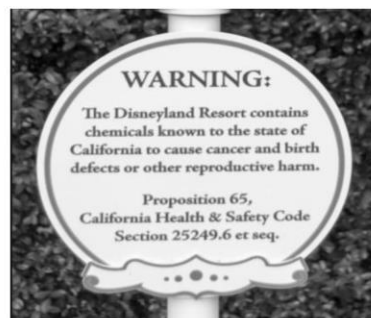 WARNING:
The Disneyland Resort contains
chemicals known to the state of
California to cause cancer and birth
defects or other reproductive harm.
Proposition 65,
California Health & Safety Code
Section 25249.6 et seq.